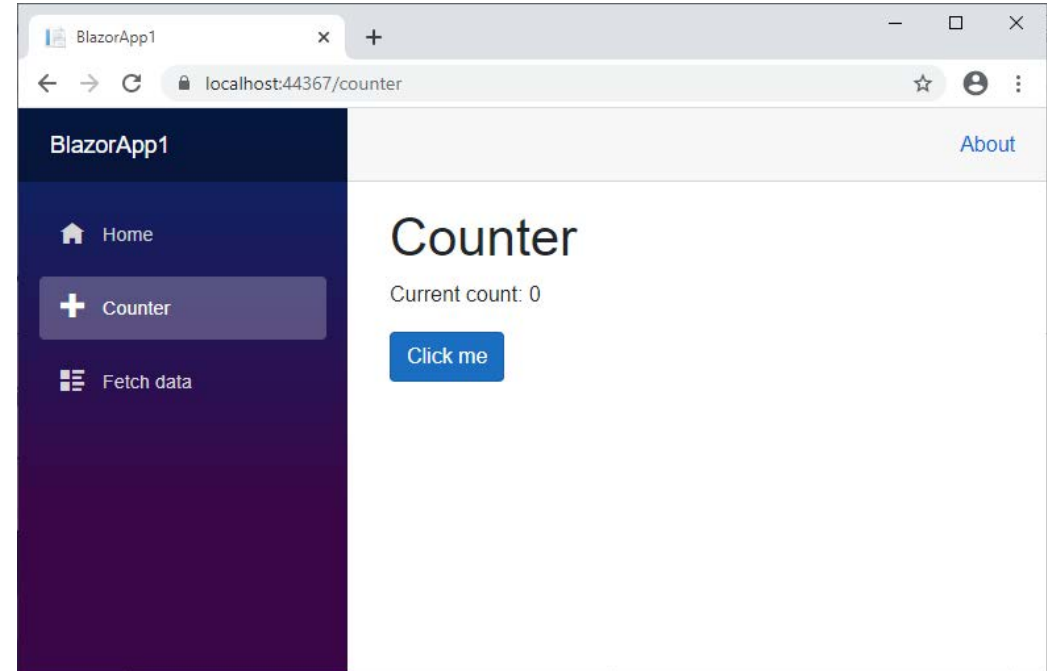 BlazorApp1
localhost:44367/counter
BlazorApp1
About
Home
Counter
Fetch data
Counter
Current count: 0
Click me